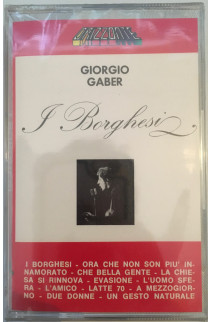 ORIZZONTE
GIORGIO
GABER
I Borghesi
I BORGHESI - ORA CHE NON SON PIU' IN-
NAMORATO - CHE BELLA GENTE - LA CHIE-
SA SI RINNOVA - EVASIONE - L'UOMO SFE-
RA - L'AMICO - LATTE 70 - A MEZZOGIOR-
NO - DUE DONNE - UN GESTO NATURALE